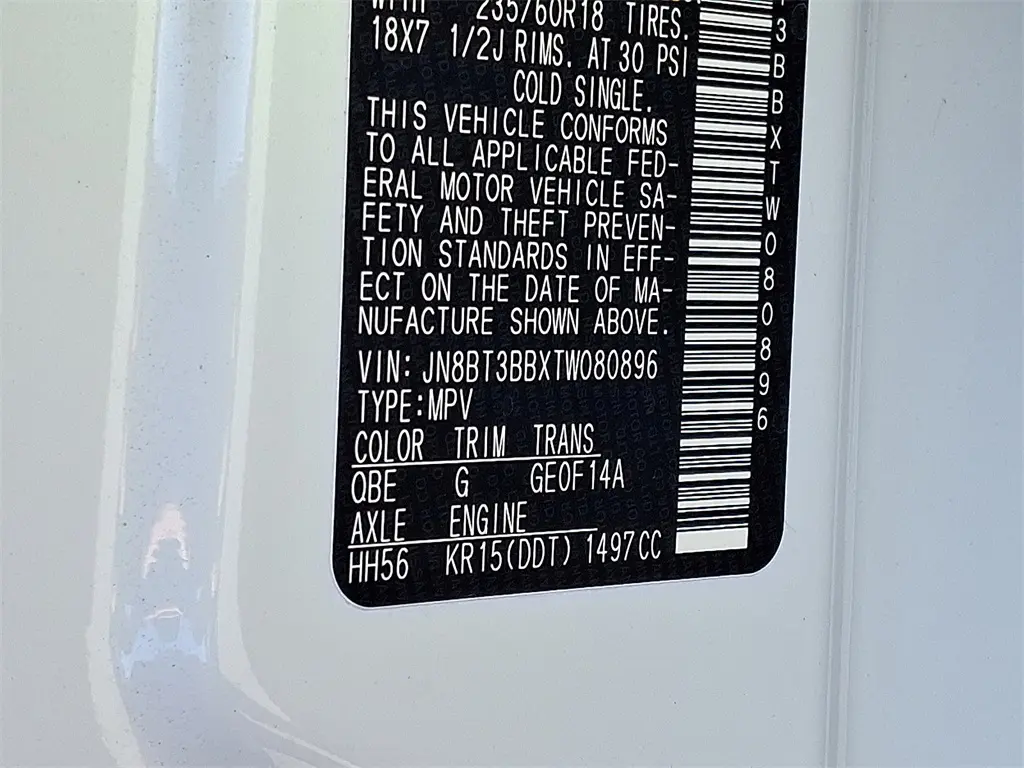 WITH 235/60R18 TIRES.
18X7 1/2J RIMS. AT 30 PSI
COLD SINGLE.
THIS VEHICLE CONFORMS
TO ALL APPLICABLE FED-
ERAL MOTOR VEHICLE SA-
FETY AND THEFT PREVEN-
TION STANDARDS IN EFF-
ECT ON THE DATE OF MA-
NUFACTURE SHOWN ABOVE.
VIN: JN8BT3BBXTW080896
TYPE:MPV
COLOR TRIM TRANS
QBE G GE0F14A
AXLE ENGINE
HH56 KR15(DDT) 1497CC
3BBXTW080896